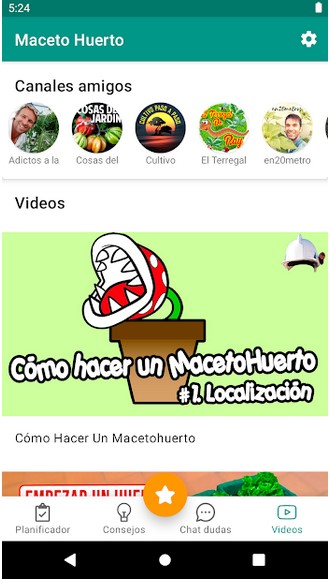 5:24
Maceto Huerto
Canales amigos
COSAS DEL
JARDIN
CULTIVO PASO A PASO
El Terregal
en20metros
Adictos a la
Cosas del
Cultivo
El Terregal
en20metro
Videos
Cómo hacer un MacetoHuerto
#1. Localización
Cómo Hacer Un Macetohuerto
EMPEZAR UN HUE
Planificador
Consejos
Chat dudas
Videos